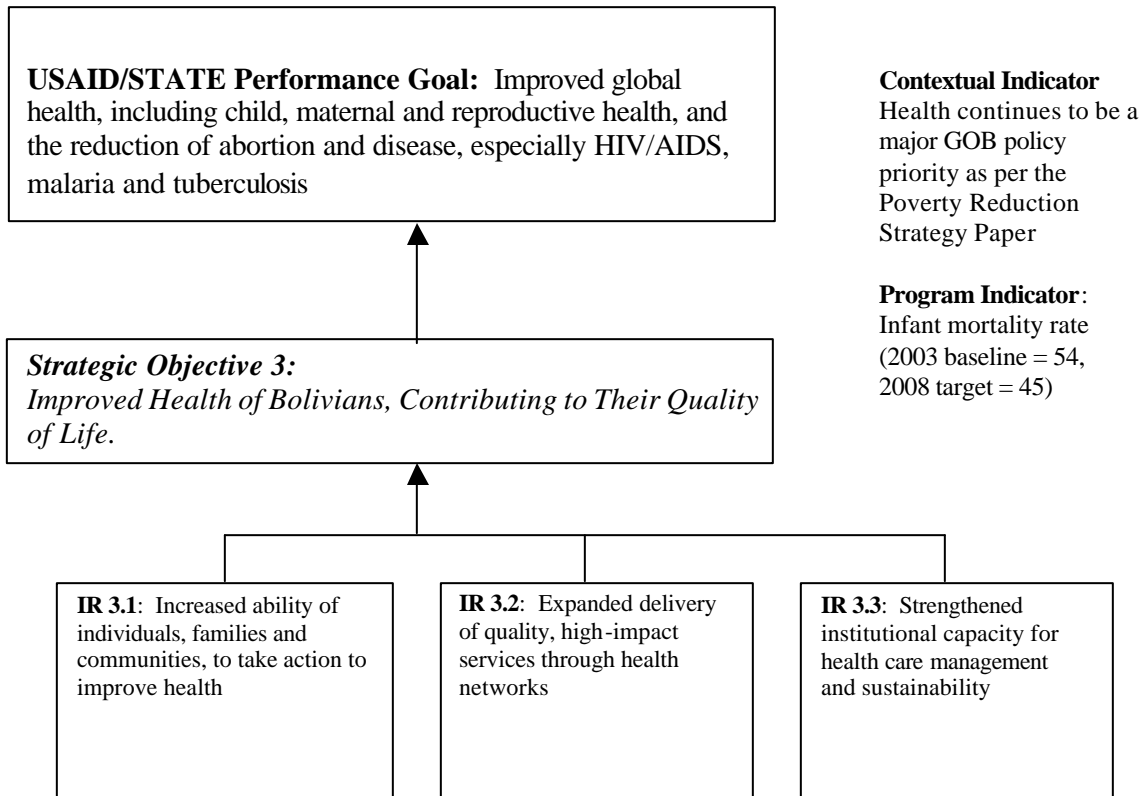 USAID/STATE Performance Goal: Improved global
health, including child, maternal and reproductive health, and
the reduction of abortion and disease, especially HIV/AIDS,
malaria and tuberculosis
Contextual Indicator
Health continues to be a
major GOB policy
priority as per the
Poverty Reduction
Strategy Paper
Program Indicator:
Infant mortality rate
(2003 baseline = 54,
2008 target = 45)
Strategic Objective 3:
Improved Health of Bolivians, Contributing to Their Quality
of Life.
IR 3.1: Increased ability of
individuals, families and
communities, to take action to
improve health
IR 3.2: Expanded delivery
of quality, high-impact
services through health
networks
IR 3.3: Strengthened
institutional capacity for
health care management
and sustainability